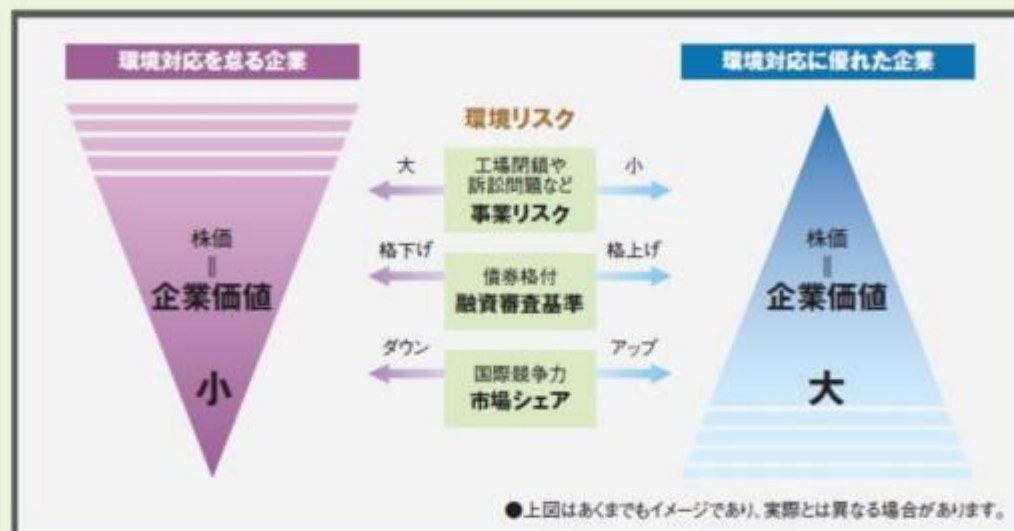 環境対応を怠る企業
環境対応に優れた企業
環境リスク
大
工場閉鎖や
訴訟問題など
事業リスク
小
格下げ
債券格付
融資審査基準
格上げ
ダウン
国際競争力
市場シェア
アップ
株価
||
企業価値
小
株価
||
企業価値
大
●上図はあくまでもイメージであり、実際とは異なる場合があります。